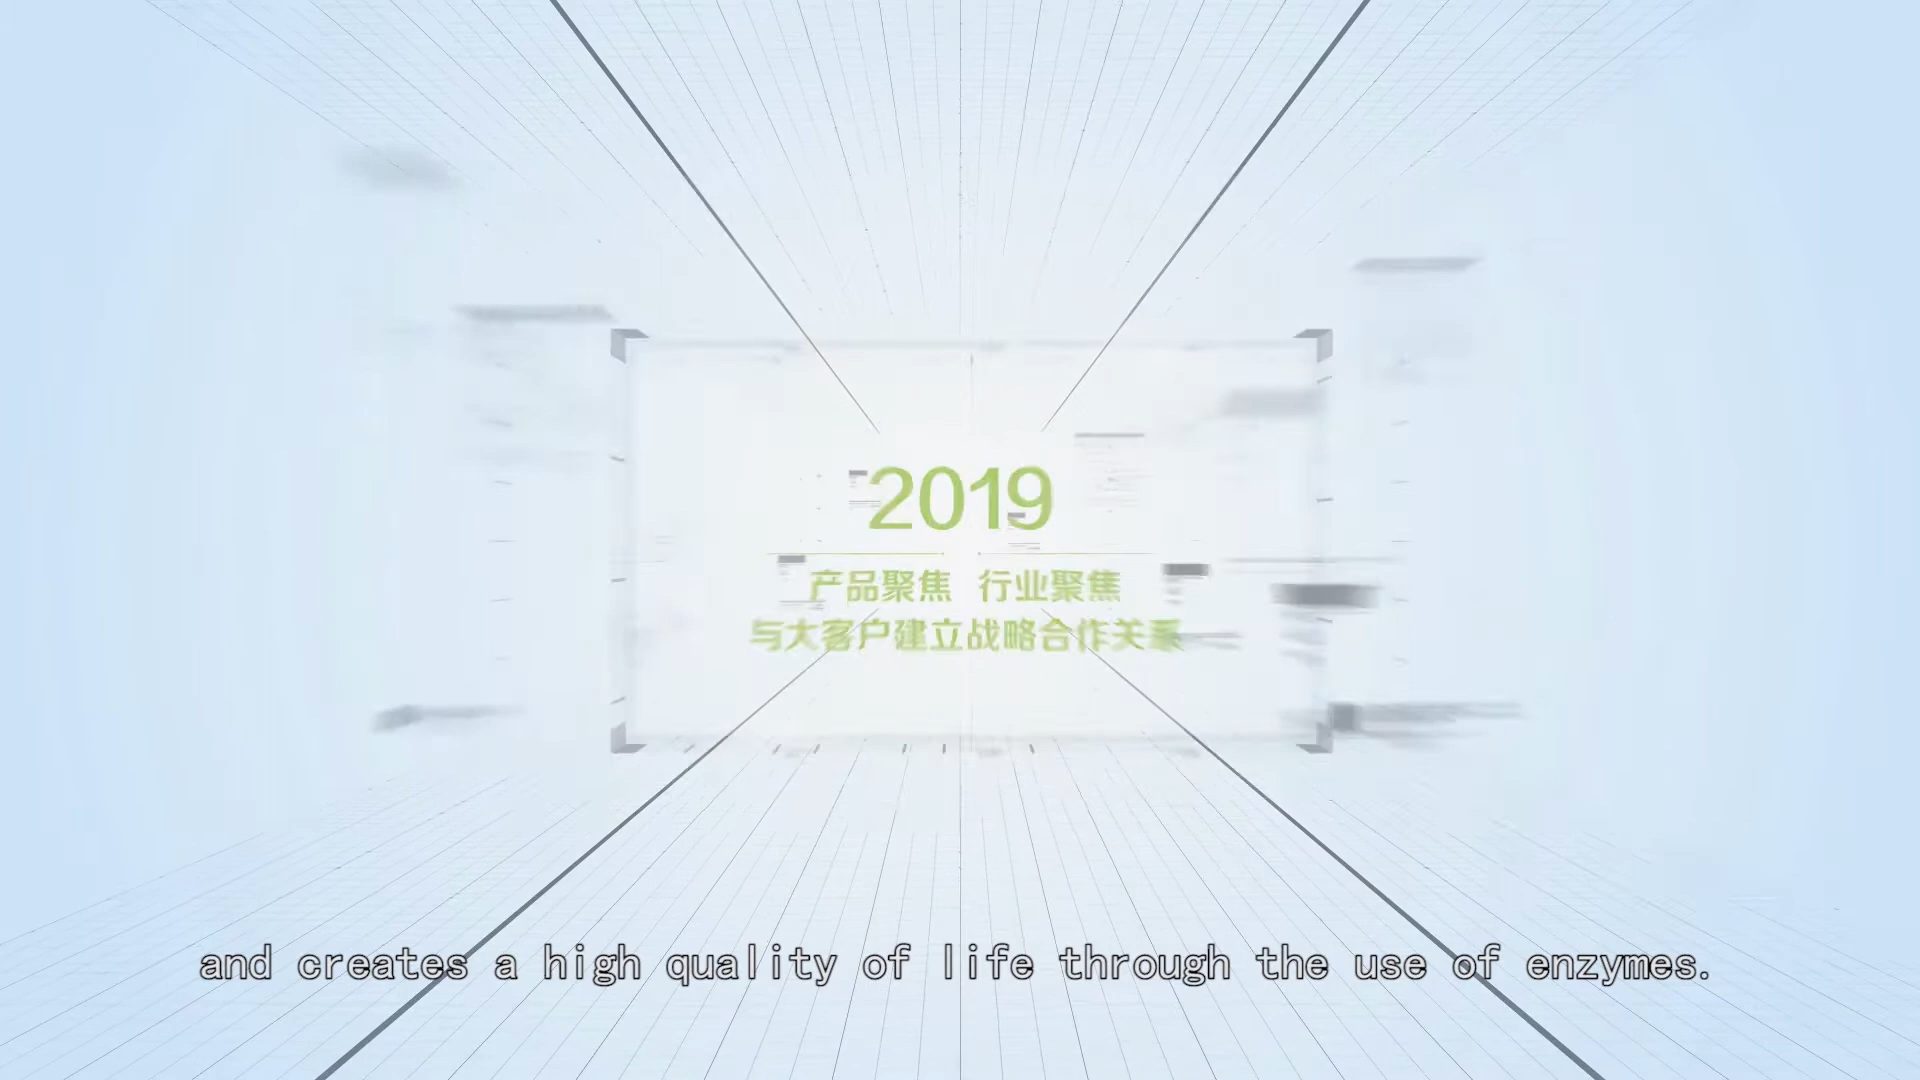 2019
产品聚焦 行业聚焦
与大客户建立战略合作关系
and creates a high quality of life through the use of enzymes.